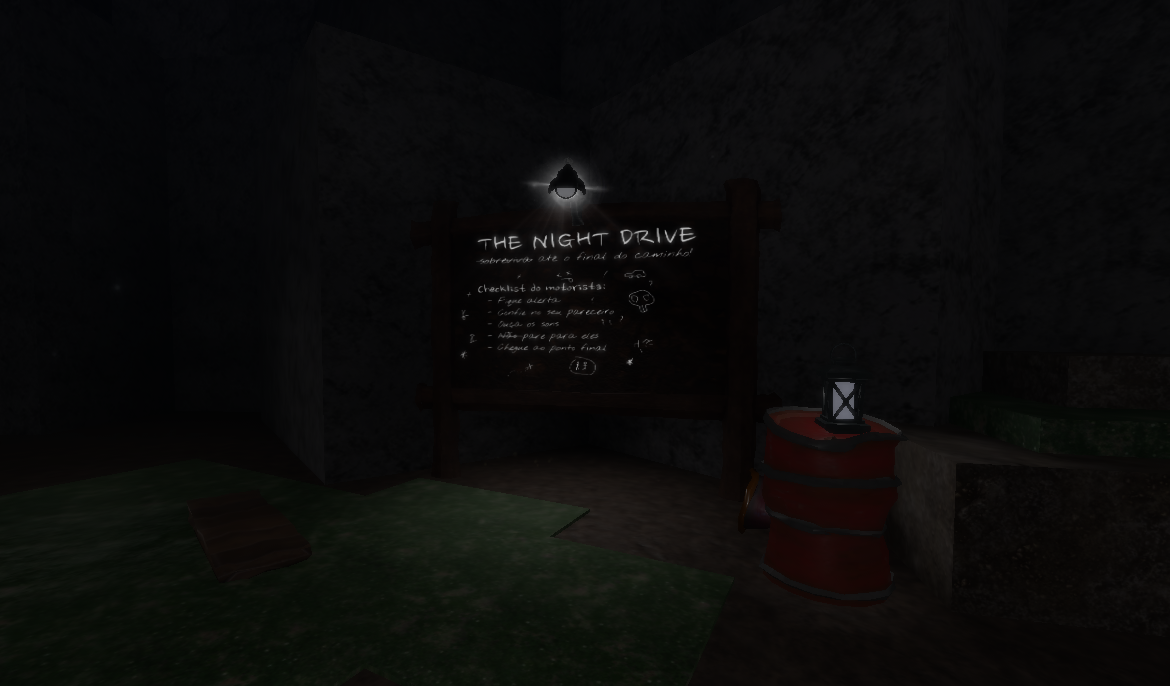 THE NIGHT DRIVE
sobreviva até o final do caminho!
Checklist do motorista:
- Fique alerta
- Confie no seu parceiro
- Ouça os sons
- Não pare para eles
- Chegue ao ponto final